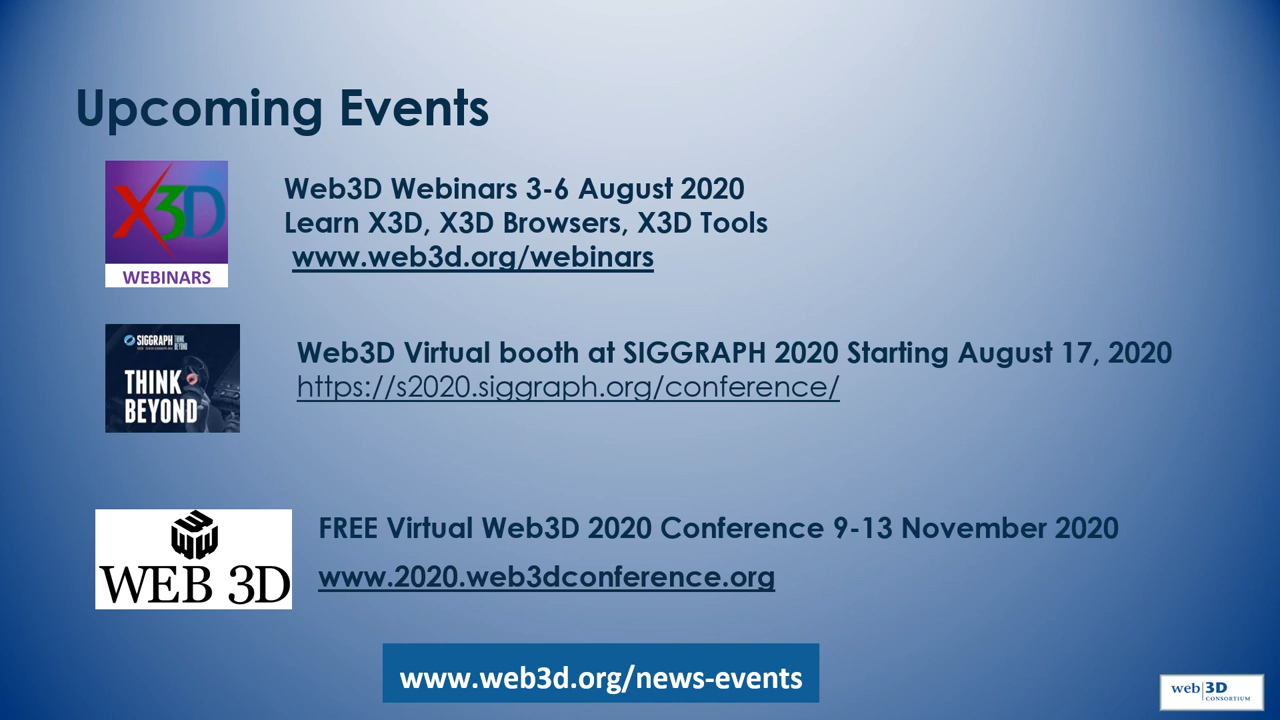 Upcoming Events
X3D
WEBINARS
Web3D Webinars 3-6 August 2020
Learn X3D, X3D Browsers, X3D Tools
www.web3d.org/webinars
SIGGRAPH THINK BEYOND
THINK
BEYOND
Web3D Virtual booth at SIGGRAPH 2020 Starting August 17, 2020
https://s2020.siggraph.org/conference/
WEB 3D
FREE Virtual Web3D 2020 Conference 9-13 November 2020
www.2020.web3dconference.org
www.web3d.org/news-events
web|3D
CONSORTIUM